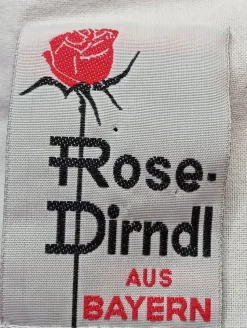 Rose-
Dirndl
AUS
BAYERN